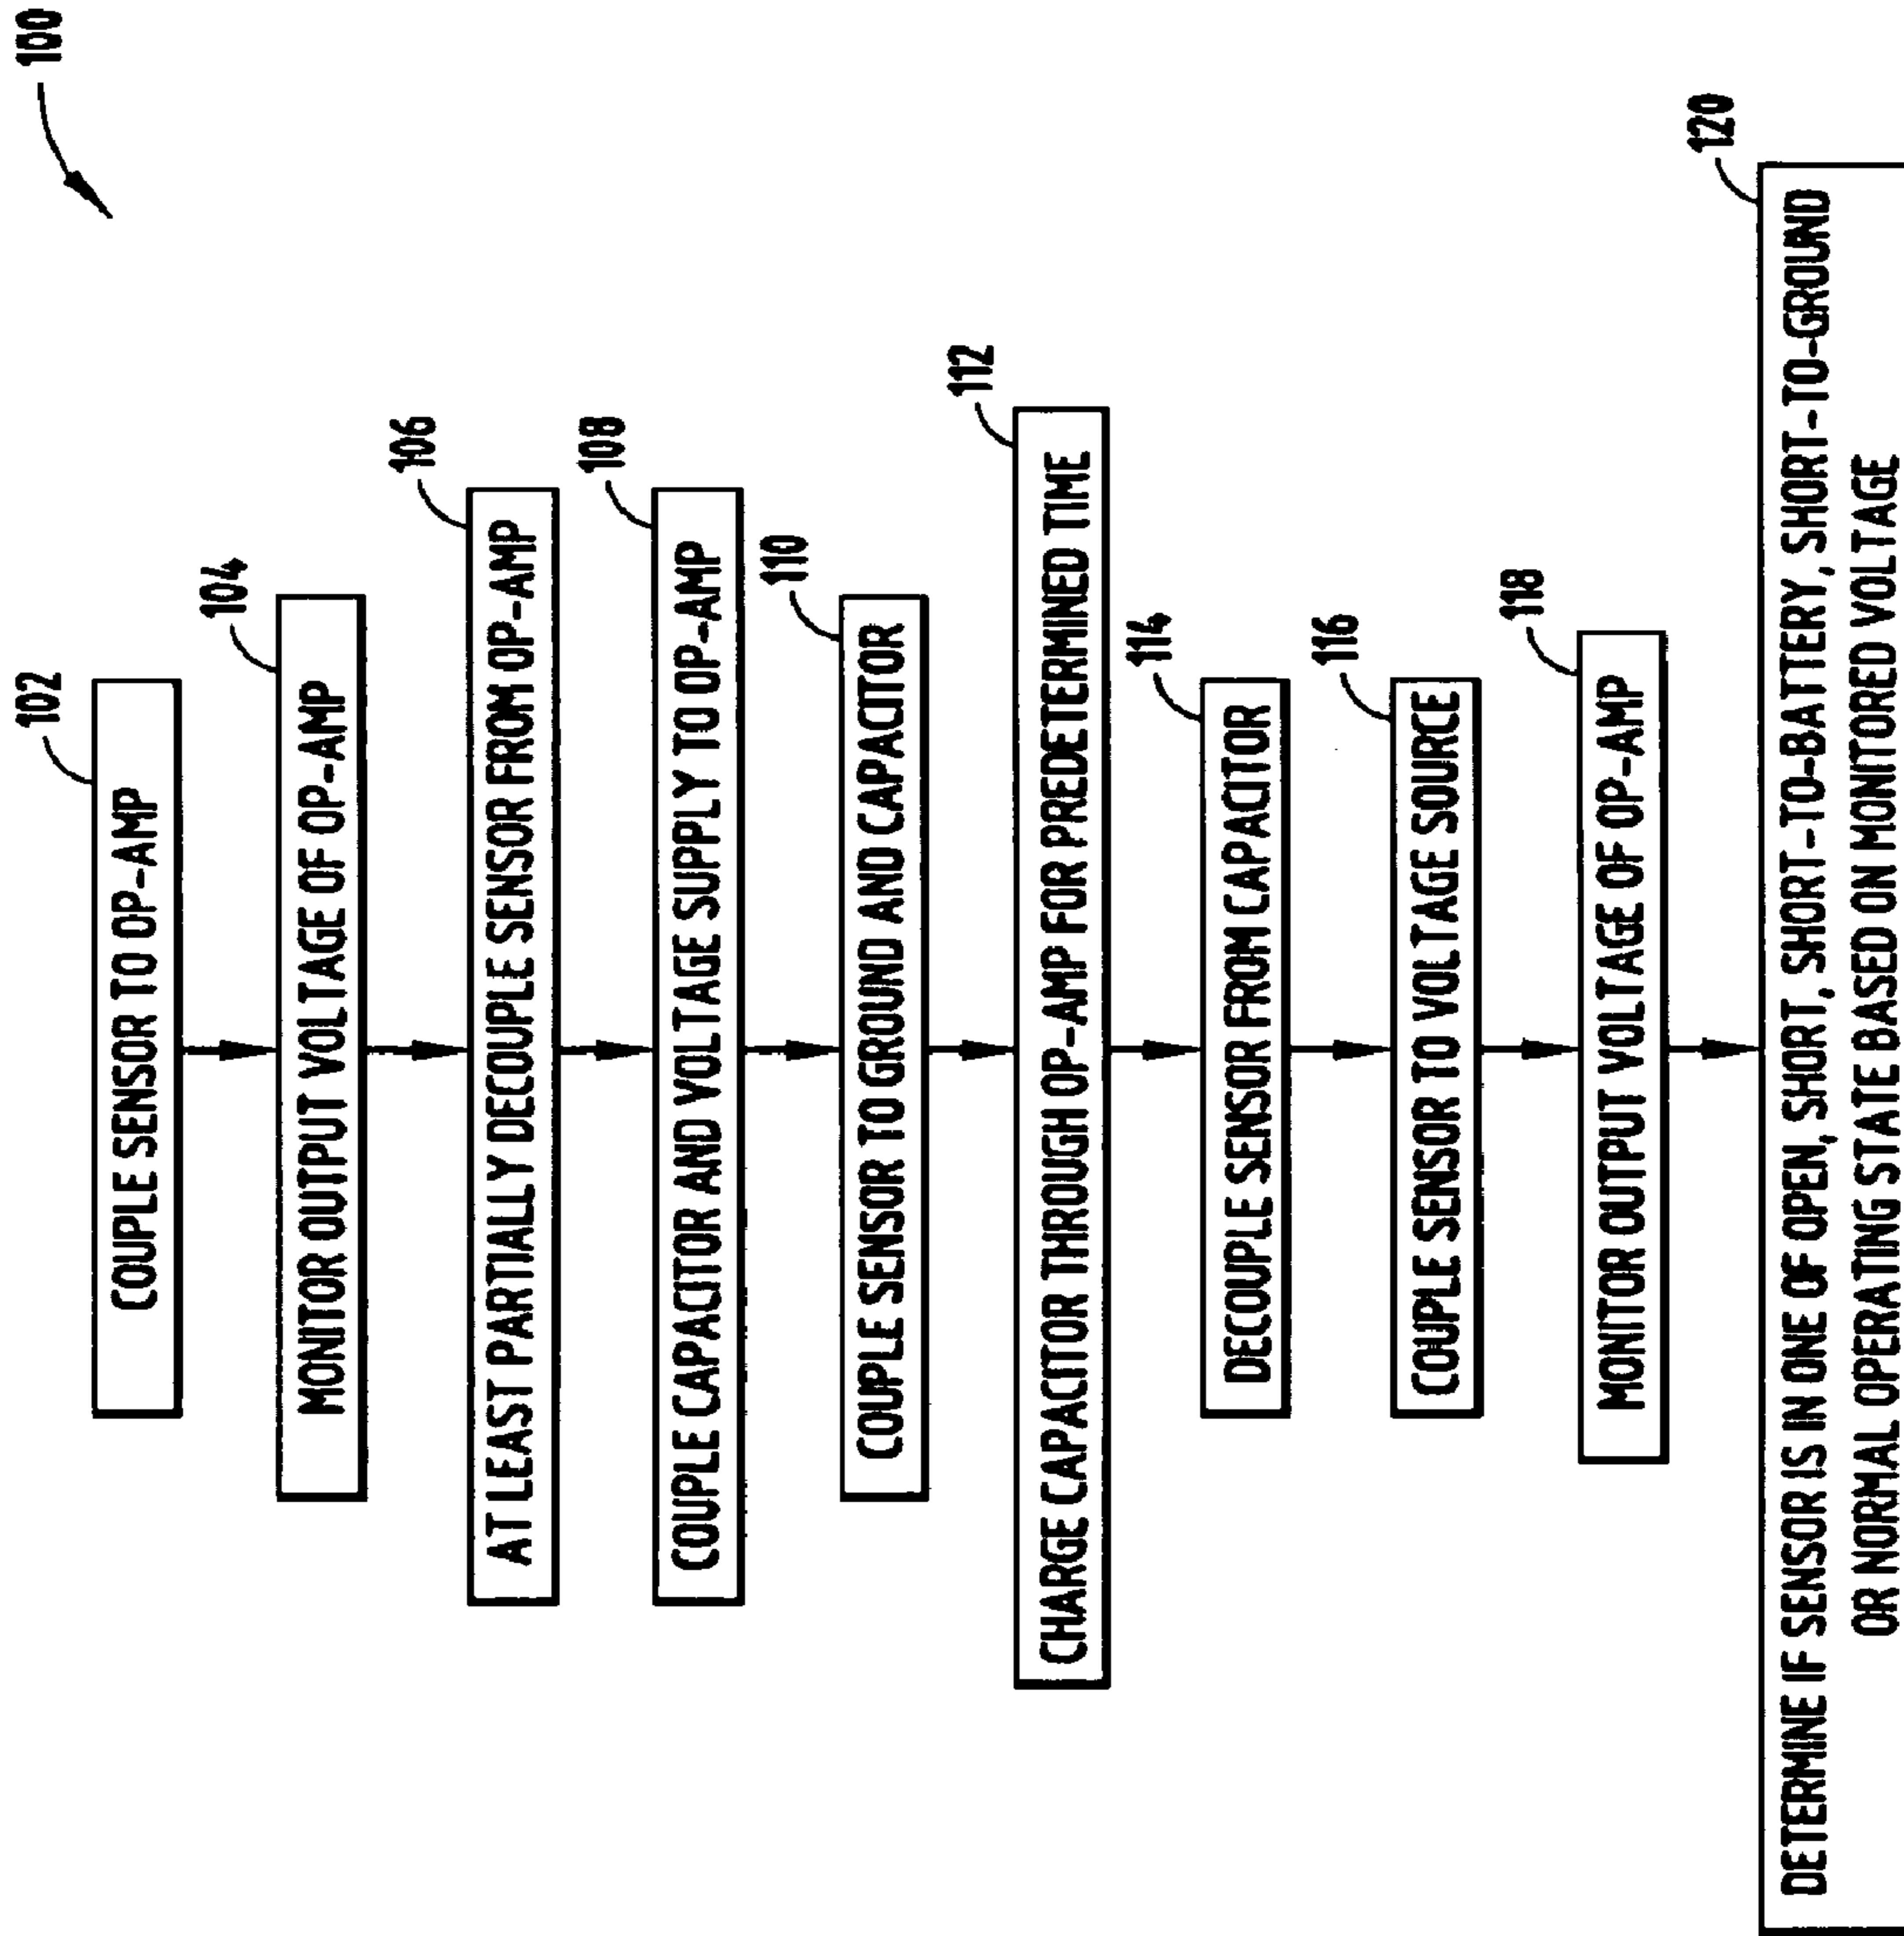 100
102
COUPLE SENSOR TO OP-AMP
104
MONITOR OUTPUT VOLTAGE OF OP-AMP
106
AT LEAST PARTIALLY DECOUPLE SENSOR FROM OP-AMP
108
COUPLE CAPACITOR AND VOLTAGE SUPPLY TO OP-AMP
110
COUPLE SENSOR TO GROUND AND CAPACITOR
112
CHARGE CAPACITOR THROUGH OP-AMP FOR PREDETERMINED TIME
114
DECOUPLE SENSOR FROM CAPACITOR
116
COUPLE SENSOR TO VOLTAGE SOURCE
118
MONITOR OUTPUT VOLTAGE OF OP-AMP
120
DETERMINE IF SENSOR IS IN ONE OF OPEN, SHORT, SHORT-TO-BATTERY, SHORT-TO-GROUND
OR NORMAL OPERATING STATE BASED ON MONITORED VOLTAGE